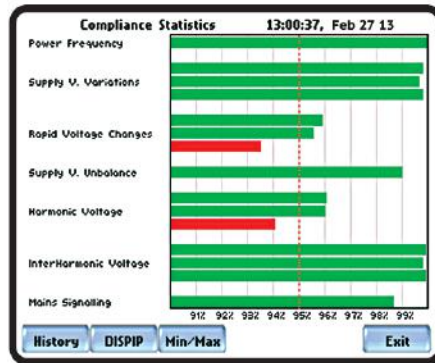 Compliance Statistics 13:00:37, Feb 27 13
Power Frequency
Supply V. Variations
Rapid Voltage Changes
Supply V. Unbalance
Harmonic Voltage
InterHarmonic Voltage
Mains Signalling
91% 92% 93% 94% 95% 96% 97% 98% 99%
History DISPIP Min/Max Exit